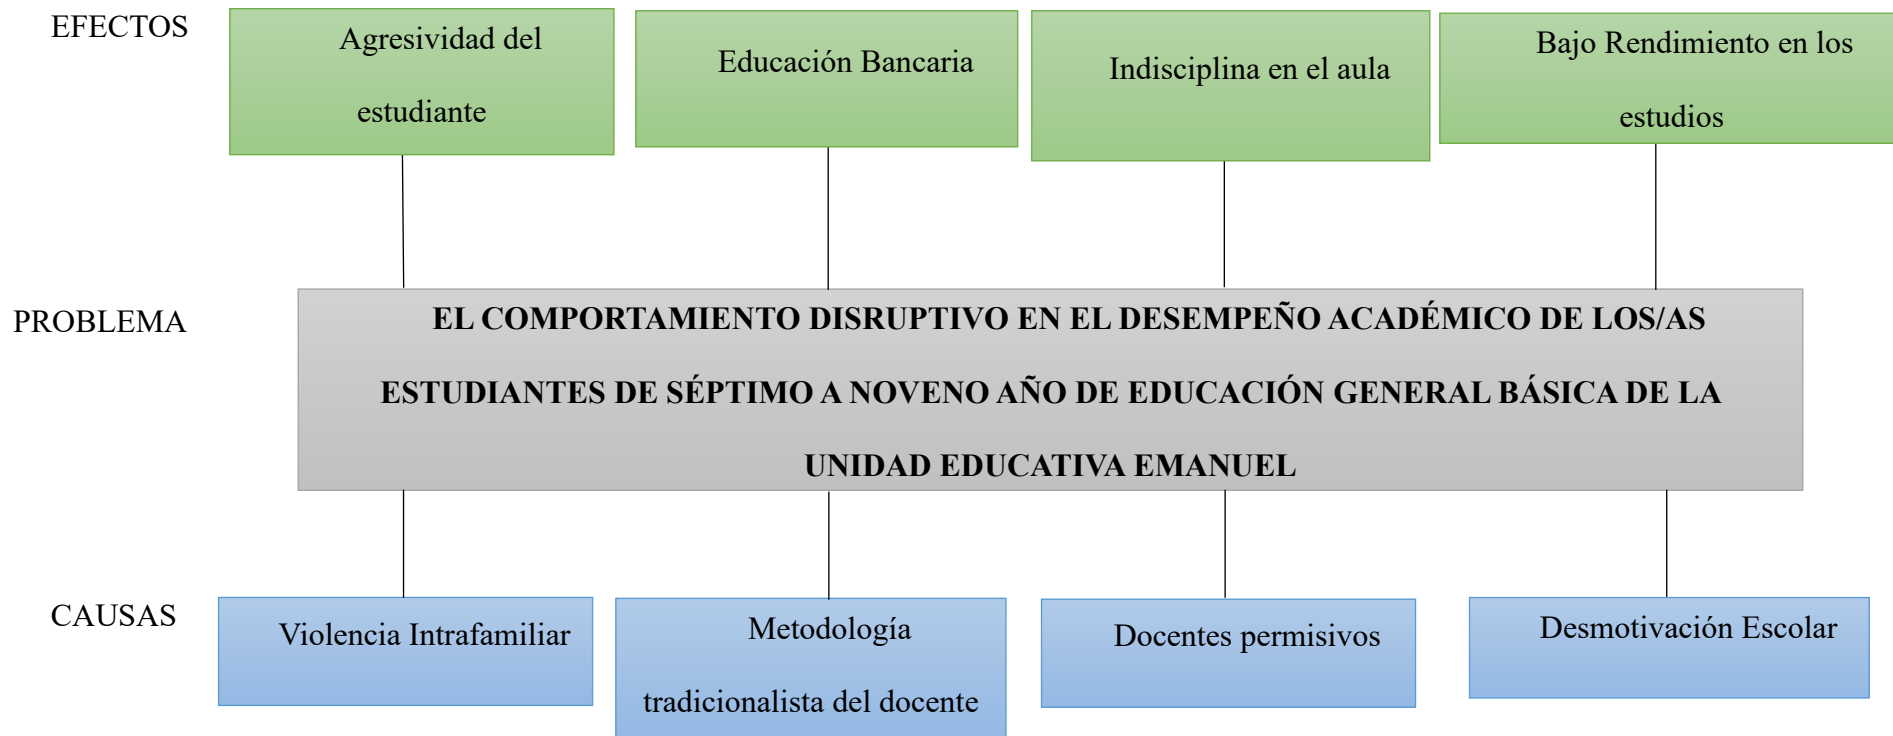 EFECTOS
Agresividad del
estudiante
Educación Bancaria
Indisciplina en el aula
Bajo Rendimiento en los
estudios
PROBLEMA
EL COMPORTAMIENTO DISRUPTIVO EN EL DESEMPEÑO ACADÉMICO DE LOS/AS
ESTUDIANTES DE SÉPTIMO A NOVENO AÑO DE EDUCACIÓN GENERAL BÁSICA DE LA
UNIDAD EDUCATIVA EMANUEL
CAUSAS
Violencia Intrafamiliar
Metodología
tradicionalista del docente
Docentes permisivos
Desmotivación Escolar